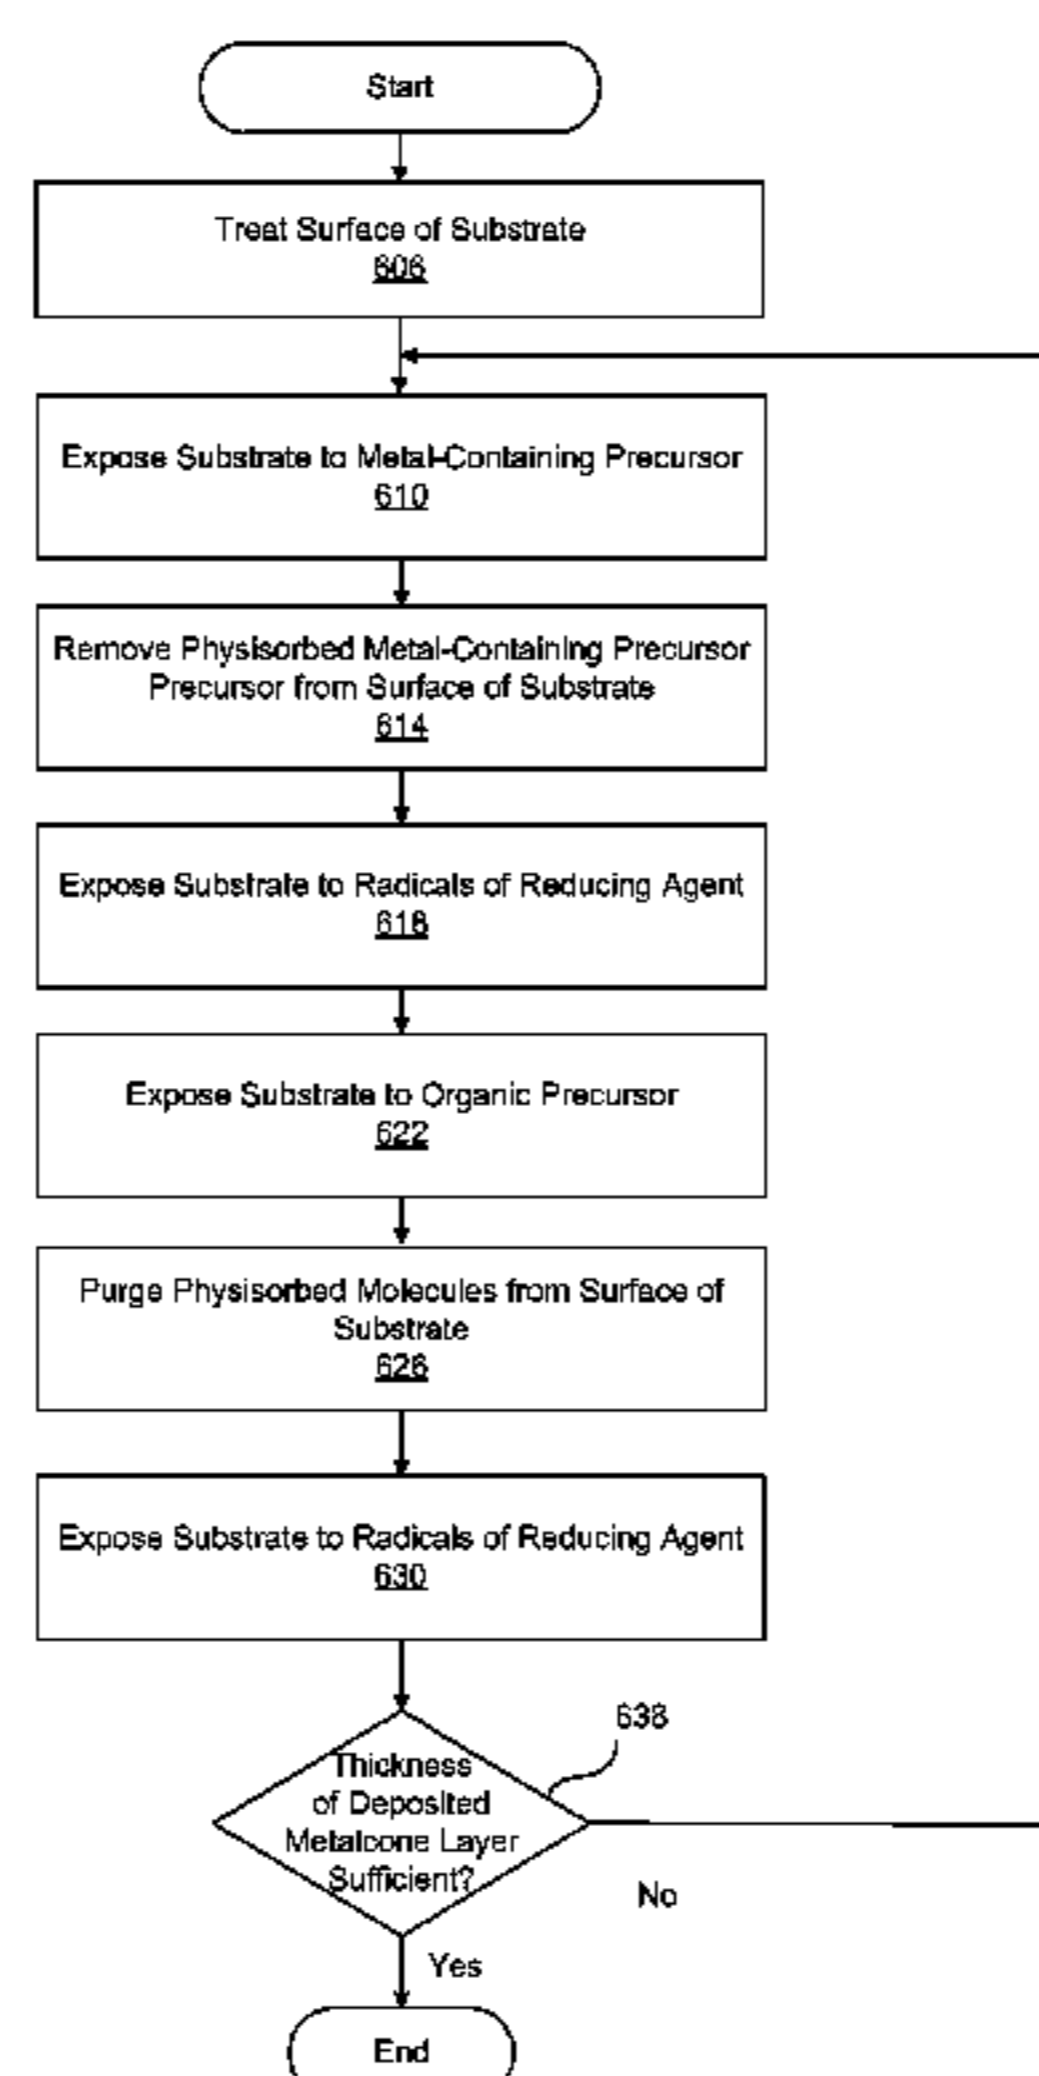 Start
Treat Surface of Substrate
606
Expose Substrate to Metal-Containing Precursor
610
Remove Physisorbed Metal-Containing Precursor
Precursor from Surface of Substrate
614
Expose Substrate to Radicals of Reducing Agent
618
Expose Substrate to Organic Precursor
622
Purge Physisorbed Molecules from Surface of
Substrate
626
Expose Substrate to Radicals of Reducing Agent
630
638
Thickness
of Deposited
Metalcone Layer
Sufficient?
No
Yes
End